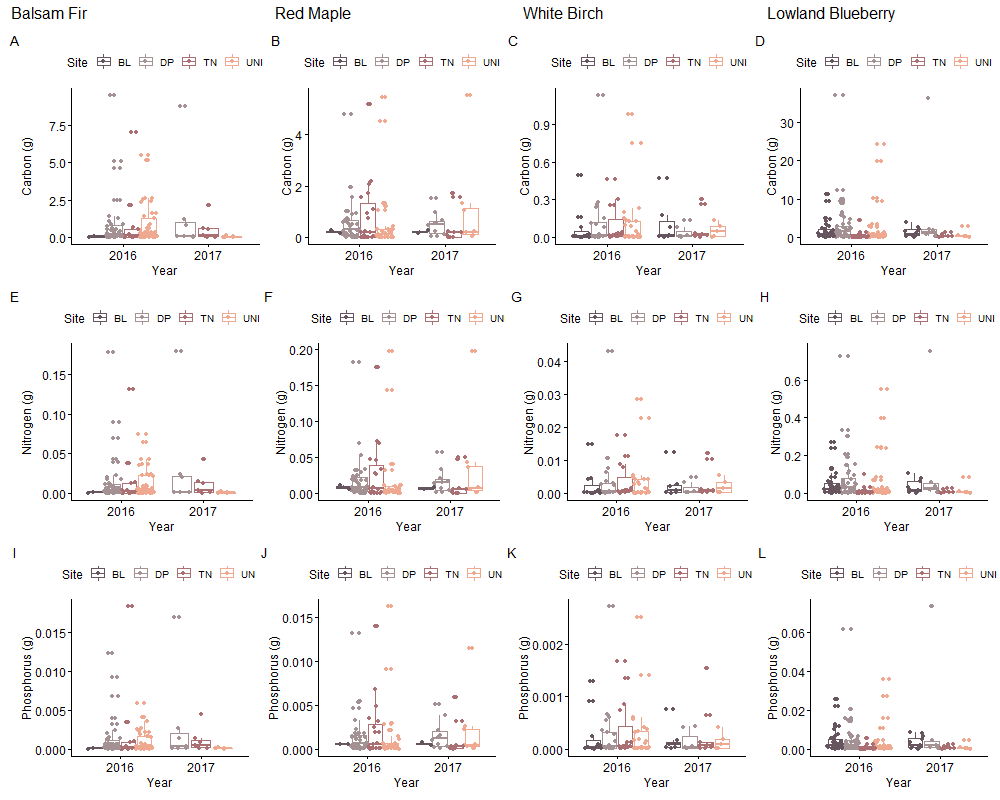 Balsam Fir Red Maple White Birch Lowland Blueberry
A B C D
Site BL DP TN UNI Site BL DP TN UNI Site BL DP TN UNI Site BL DP TN UNI
Carbon (g) Carbon (g) Carbon (g) Carbon (g)
7.5 5.0 2.5 0.0
4 2 0
0.9 0.6 0.3 0.0
30 20 10 0
2016 2017 2016 2017 2016 2017 2016 2017
Year Year Year Year
E F G H
Site BL DP TN UNI Site BL DP TN UN Site BL DP TN UNI Site BL DP TN UNI
Nitrogen (g) Nitrogen (g) Nitrogen (g) Nitrogen (g)
0.15 0.10 0.05 0.00
0.20 0.15 0.10 0.05 0.00
0.04 0.03 0.02 0.01 0.00
0.6 0.4 0.2 0.0
2016 2017 2016 2017 2016 2017 2016 2017
Year Year Year Year
I J K L
Site BL DP TN UN Site BL DP TN UN Site BL DP TN UN Site BL DP TN UNI
Phosphorus (g) Phosphorus (g) Phosphorus (g) Phosphorus (g)
0.015 0.010 0.005 0.000
0.015 0.010 0.005 0.000
0.002 0.001 0.000
0.06 0.04 0.02 0.00
2016 2017 2016 2017 2016 2017 2016 2017
Year Year Year Year